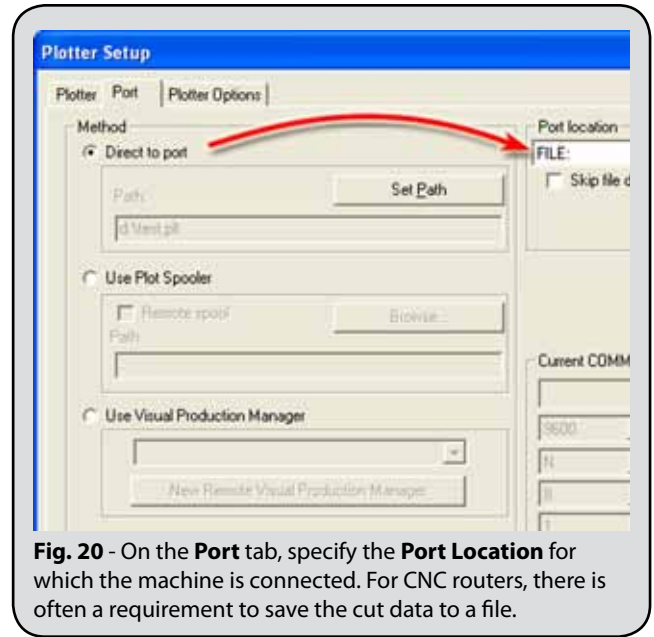 Plotter Setup
Plotter Port Plotter Options
Method
Direct to port
Path:
Set Path
d:\test.plt
Use Plot Spooler
Remote spool
Browse...
Path
Use Visual Production Manager
New Remote Visual Production Manager
Port location
FILE:
Skip file d
Current COMM
9600
N
8
1
Fig. 20 - On the Port tab, specify the Port Location for
which the machine is connected. For CNC routers, there is
often a requirement to save the cut data to a file.